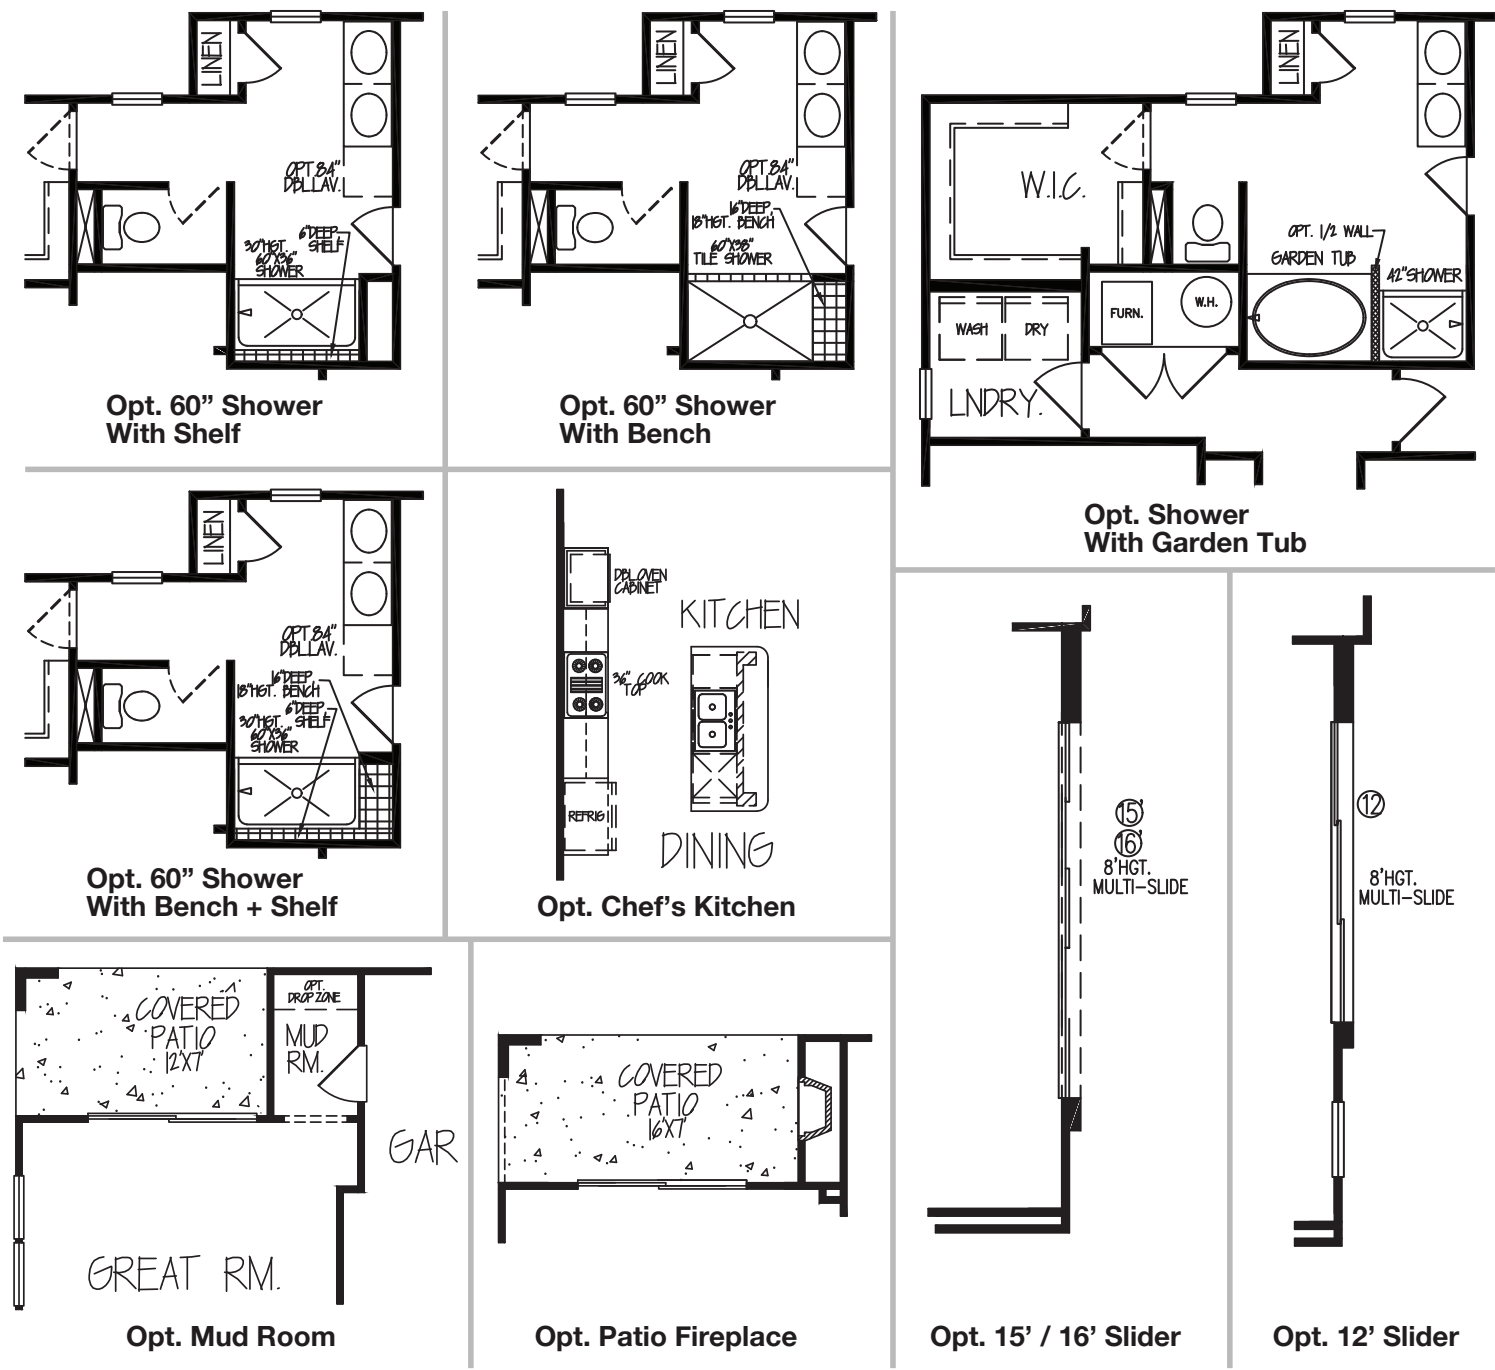 LINEN
OPT.84"
DBL.LAV.
6"DEEP
30"HGT. SHELF
60"X36"
SHOWER
Opt. 60” Shower
With Shelf
LINEN
OPT.84"
DBL.LAV.
16"DEEP,
18"HGT. BENCH
60"X38"
TILE SHOWER
Opt. 60” Shower
With Bench
LINEN
W.I.C.
OPT. 1/2 WALL
GARDEN TUB
42"SHOWER
FURN.
W.H.
WASH
DRY
LNDRY.
Opt. Shower
With Garden Tub
LINEN
OPT.84"
DBL.LAV.
16"DEEP,
18"HGT. BENCH
6"DEEP
30"HGT. SHELF
60"X36"
SHOWER
Opt. 60” Shower
With Bench + Shelf
DBL.OVEN
CABINET
KITCHEN
36" COOK
TOP
REFRIG
DINING
Opt. Chef’s Kitchen
COVERED
PATIO
12'X7'
OPT.
DROP ZONE
MUD
RM.
GAR
GREAT RM.
Opt. Mud Room
COVERED
PATIO
16'X7'
Opt. Patio Fireplace
15'
16'
8'HGT.
MULTI-SLIDE
Opt. 15’ / 16’ Slider
12
8'HGT.
MULTI-SLIDE
Opt. 12’ Slider